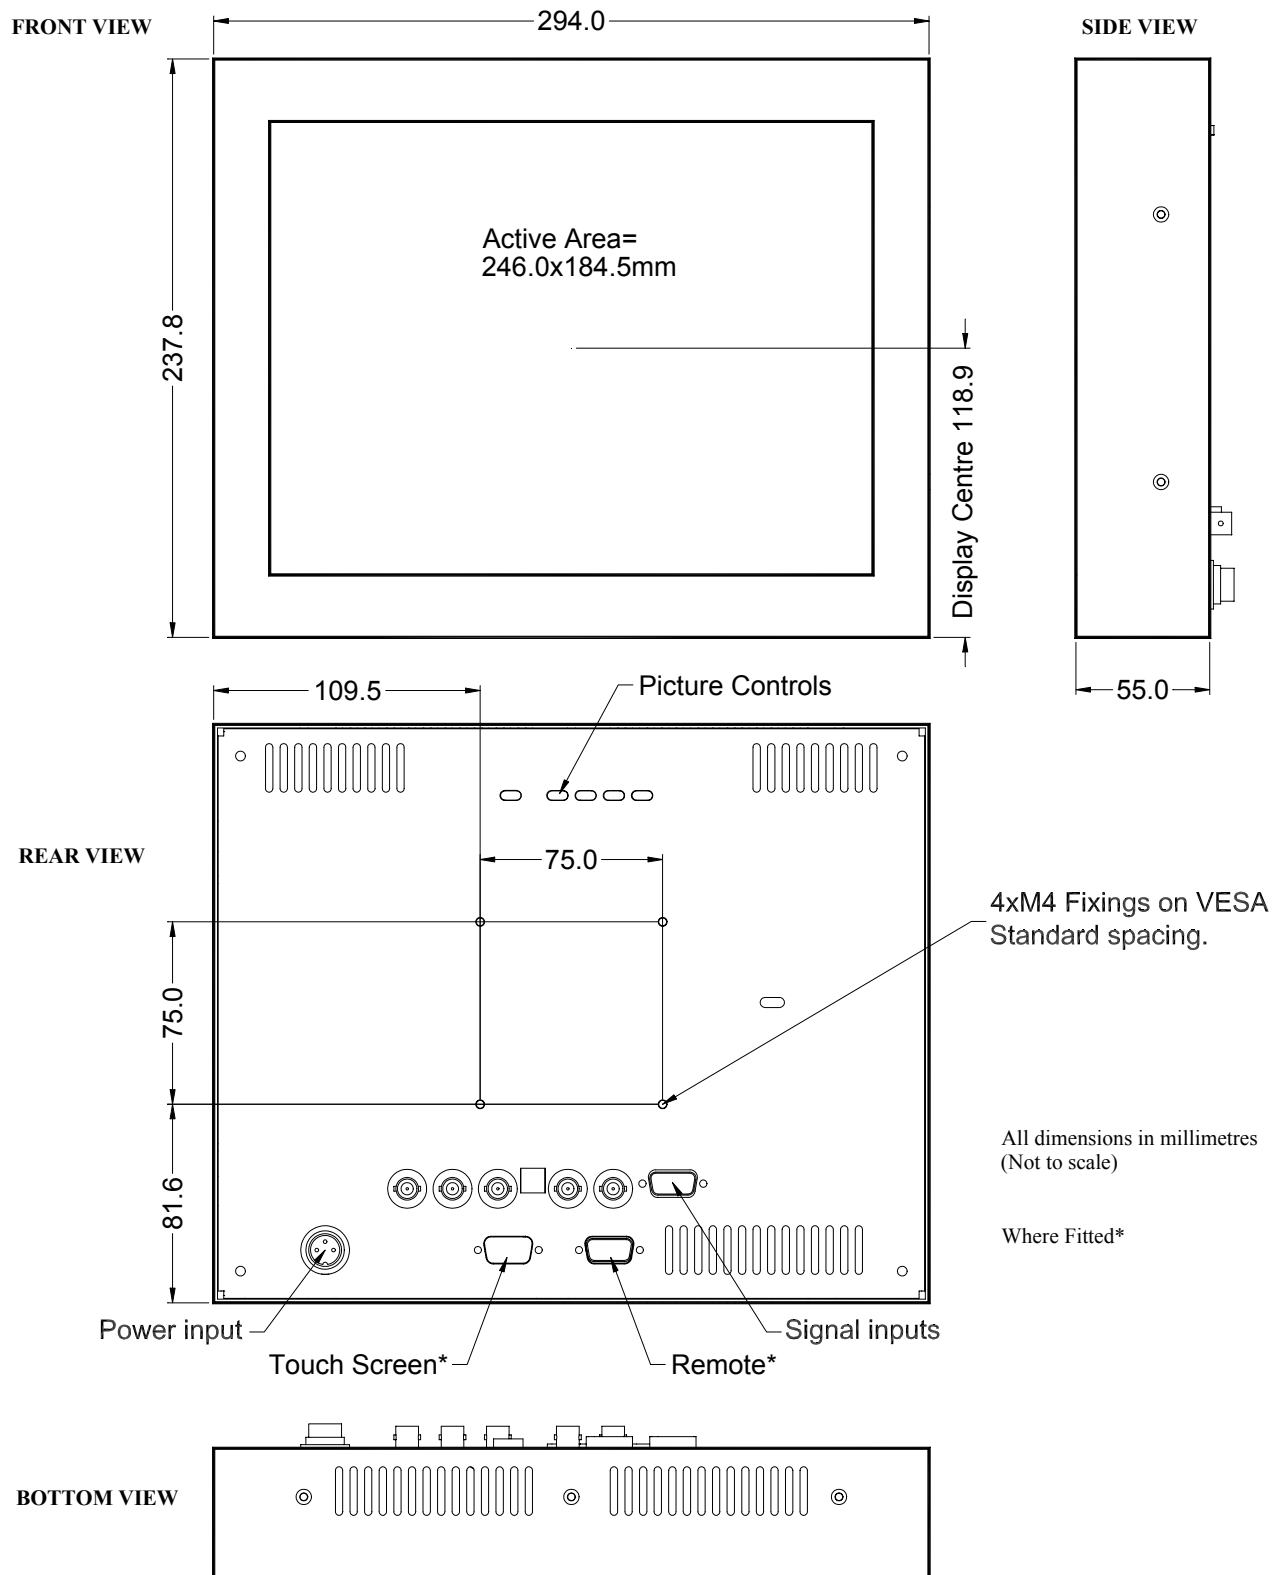 FRONT VIEW
294.0
SIDE VIEW
Active Area=
246.0x184.5mm
237.8
Display Centre 118.9
55.0
109.5
Picture Controls
REAR VIEW
75.0
4xM4 Fixings on VESA
Standard spacing.
75.0
All dimensions in millimetres
(Not to scale)
81.6
Where Fitted*
Power input
Signal inputs
Touch Screen*
Remote*
BOTTOM VIEW